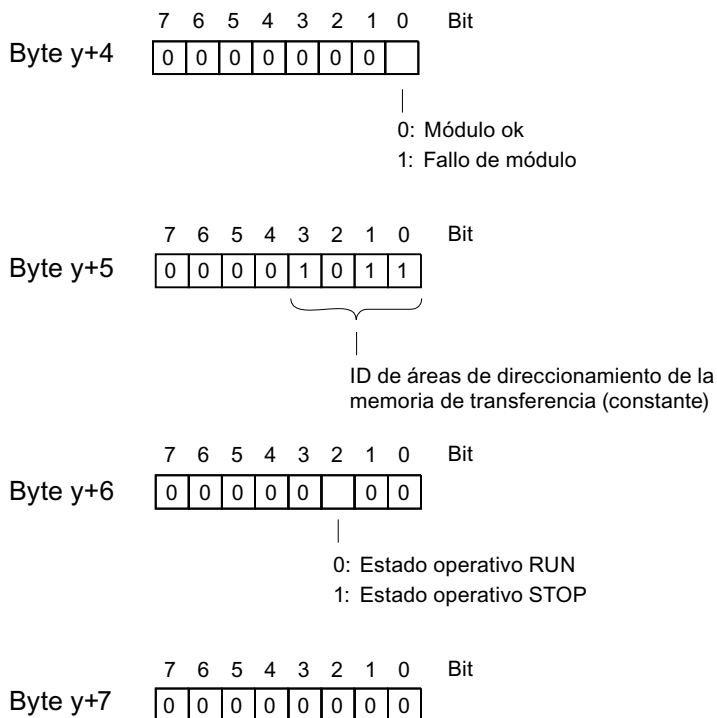 7 6 5 4 3 2 1 0 Bit
Byte y+4 0 0 0 0 0 0 0
0: Módulo ok
1: Fallo de módulo
7 6 5 4 3 2 1 0 Bit
Byte y+5 0 0 0 0 1 0 1 1
ID de áreas de direccionamiento de la
memoria de transferencia (constante)
7 6 5 4 3 2 1 0 Bit
Byte y+6 0 0 0 0 0 0 0
0: Estado operativo RUN
1: Estado operativo STOP
7 6 5 4 3 2 1 0 Bit
Byte y+7 0 0 0 0 0 0 0 0